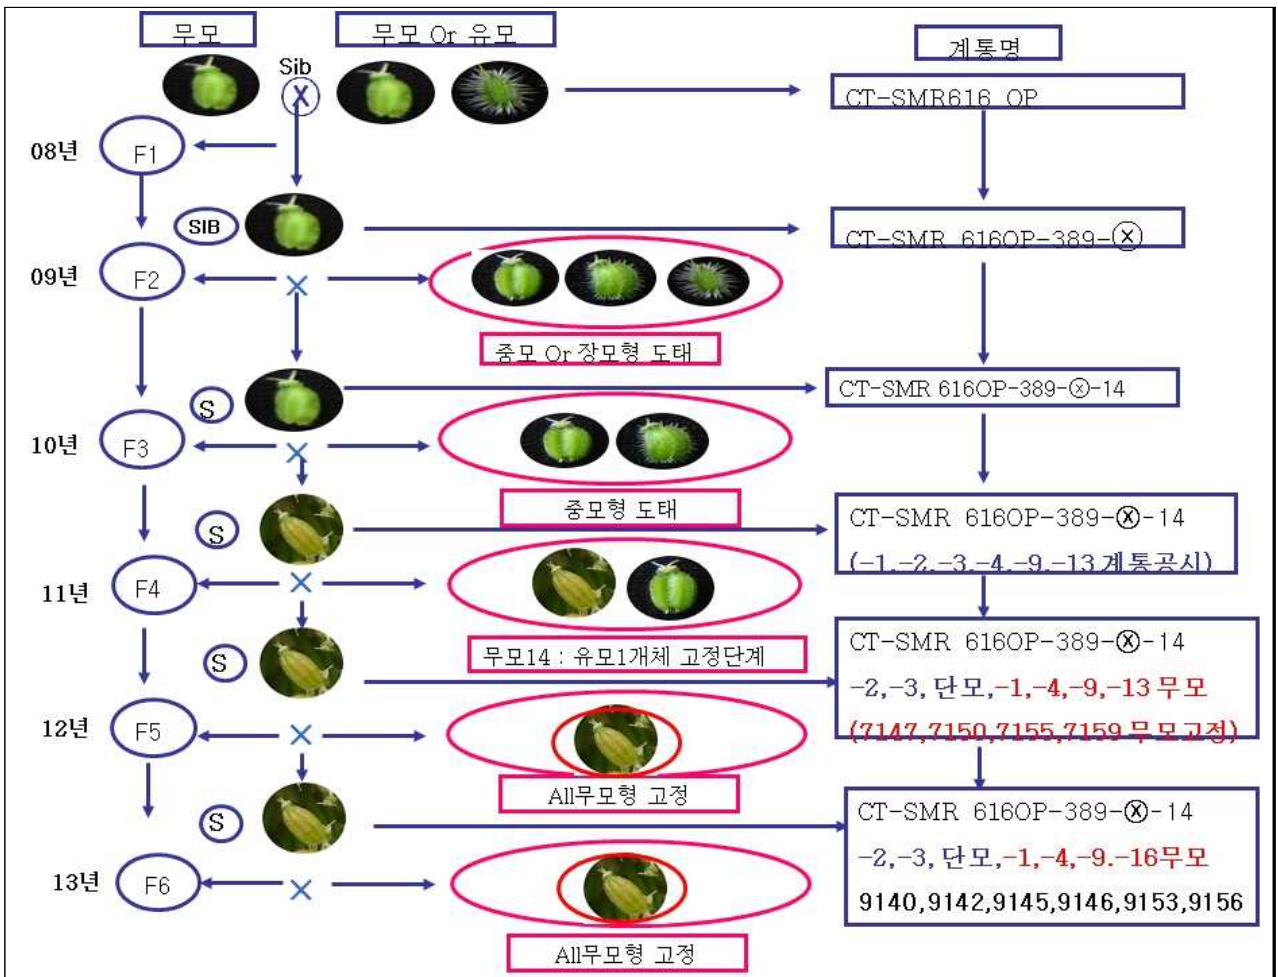 무모
무모 Or 유모
계통명
Sib
X
CT-SMR616 OP
08년
F1
SIB
CT-SMR 616OP-389-ⓧ
09년
F2
중모 Or 장모형 도태
CT-SMR 616OP-389-ⓧ-14
S
10년
F3
중모형 도태
CT-SMR 616OP-389-ⓧ-14
(-1,-2,-3,-4,-9,-13 계통공시)
S
11년
F4
무모14 : 유모1개체 고정단계
CT-SMR 616OP-389-ⓧ-14
-2,-3, 단모,-1,-4,-9,-13 무모
(7147,7150,7155,7159 무모고정)
S
12년
F5
All무모형 고정
CT-SMR 616OP-389-ⓧ-14
-2,-3, 단모,-1,-4,-9.-16무모
9140,9142,9145,9146,9153,9156
S
13년
F6
All무모형 고정